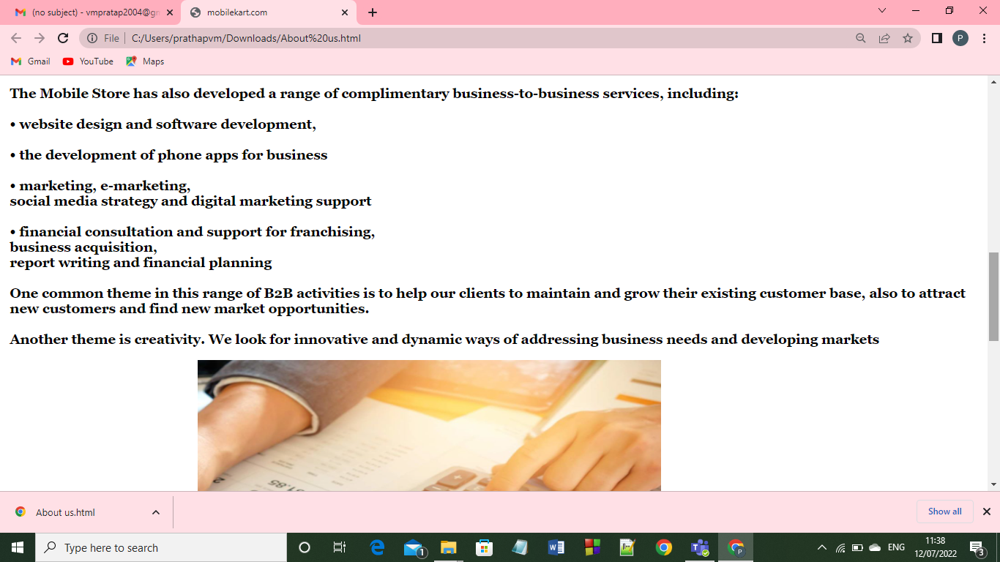 (no subject) - vmpratap2004@gm
mobilekart.com
File
C:/Users/prathapvm/Downloads/About%20us.html
P
Gmail
YouTube
Maps
The Mobile Store has also developed a range of complimentary business-to-business services, including:
• website design and software development,
• the development of phone apps for business
• marketing, e-marketing,
social media strategy and digital marketing support
• financial consultation and support for franchising,
business acquisition,
report writing and financial planning
One common theme in this range of B2B activities is to help our clients to maintain and grow their existing customer base, also to attract
new customers and find new market opportunities.
Another theme is creativity. We look for innovative and dynamic ways of addressing business needs and developing markets
About us.html
Show all
Type here to search
1
ENG
11:38
12/07/2022
3